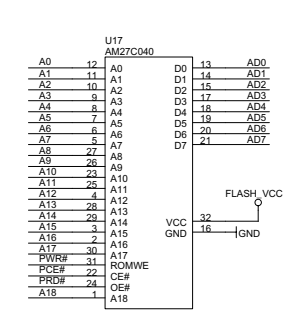 U17
AM27C040
A0 12 A0 D0 13 AD0
A1 11 A1 D1 14 AD1
A2 10 A2 D2 15 AD2
A3 9 A3 D3 17 AD3
A4 8 A4 D4 18 AD4
A5 7 A5 D5 19 AD5
A6 6 A6 D6 20 AD6
A7 5 A7 D7 21 AD7
A8 27 A8
A9 26 A9
A10 23 A10
A11 25 A11
A12 4 A12
A13 28 A13
A14 29 A14
A15 3 A15
A16 2 A16
A17 30 A17
PWR# 31 ROMWE
PCE# 22 CE#
PRD# 24 OE#
A18 1 A18
FLASH_VCC
VCC 32
GND 16 GND